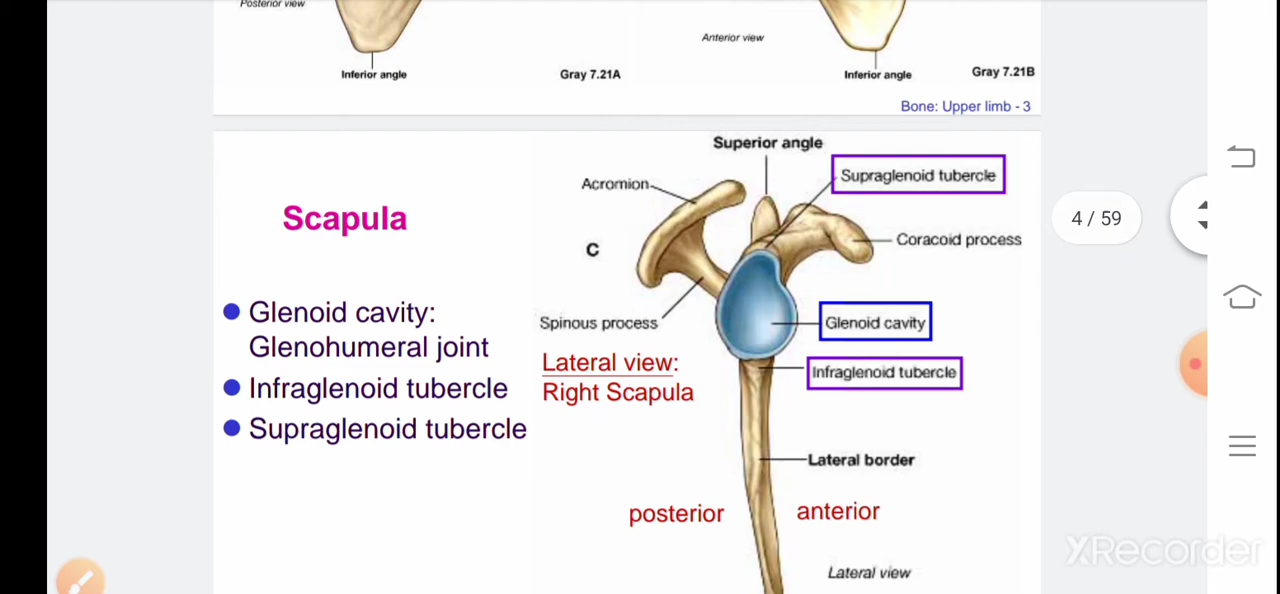 Posterior view
Anterior view
Inferior angle
Gray 7.21A
Inferior angle
Gray 7.21B
Bone: Upper limb - 3
Superior angle
Supraglenoid tubercle
Acromion
Scapula
C
Coracoid process
4 / 59
● Glenoid cavity:
Glenohumeral joint
● Infraglenoid tubercle
● Supraglenoid tubercle
Spinous process
Glenoid cavity
Lateral view:
Right Scapula
Infraglenoid tubercle
Lateral border
posterior
anterior
Lateral view
XRecorder